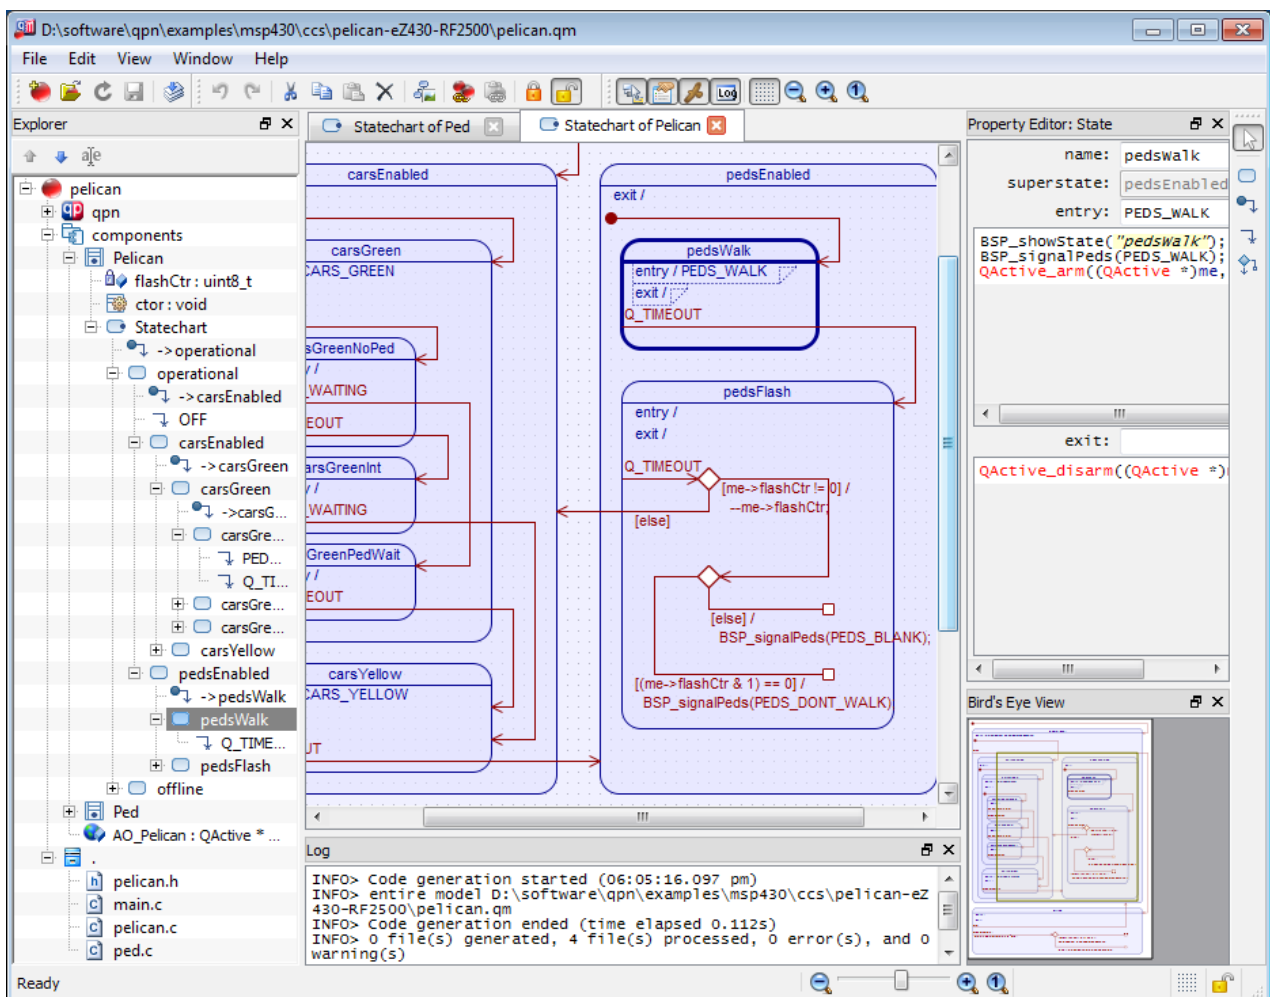 D:\software\qpn\examples\msp430\ccs\pelican-eZ430-RF2500\pelican.qm
File Edit View Window Help
Explorer
Statechart of Ped
Statechart of Pelican
Property Editor: State
pelican
qpn
components
Pelican
flashCtr : uint8_t
ctor : void
Statechart
->operational
operational
->carsEnabled
OFF
carsEnabled
->carsGreen
carsGreen
->carsG...
carsGre...
PED...
Q_TI...
carsGre...
carsGre...
carsYellow
pedsEnabled
->pedsWalk
pedsWalk
Q_TIME...
pedsFlash
offline
Ped
AO_Pelican : QActive * ...
.
pelican.h
main.c
pelican.c
ped.c
carsEnabled
carsGreen
CARS_GREEN
sGreenNoPed
y /
_WAITING
EOUT
arsGreenInt
y /
_WAITING
GreenPedWait
y /
EOUT
carsYellow
CARS_YELLOW
UT
pedsEnabled
exit /
pedsWalk
entry / PEDS_WALK
exit /
Q_TIMEOUT
pedsFlash
entry /
exit /
Q_TIMEOUT
[me->flashCtr != 0] /
--me->flashCtr;
[else]
[else] /
BSP_signalPeds(PEDS_BLANK);
[(me->flashCtr & 1) == 0] /
BSP_signalPeds(PEDS_DONT_WALK)
name: pedsWalk
superstate: pedsEnabled
entry: PEDS_WALK
BSP_showState("pedsWalk");
BSP_signalPeds(PEDS_WALK);
QActive_arm((QActive *)me,
exit:
QActive_disarm((QActive *)
Bird's Eye View
Log
INFO> Code generation started (06:05:16.097 pm)
INFO> entire model D:\software\qpn\examples\msp430\ccs\pelican-eZ
430-RF2500\pelican.qm
INFO> Code generation ended (time elapsed 0.112s)
INFO> 0 file(s) generated, 4 file(s) processed, 0 error(s), and 0
warning(s)
Ready